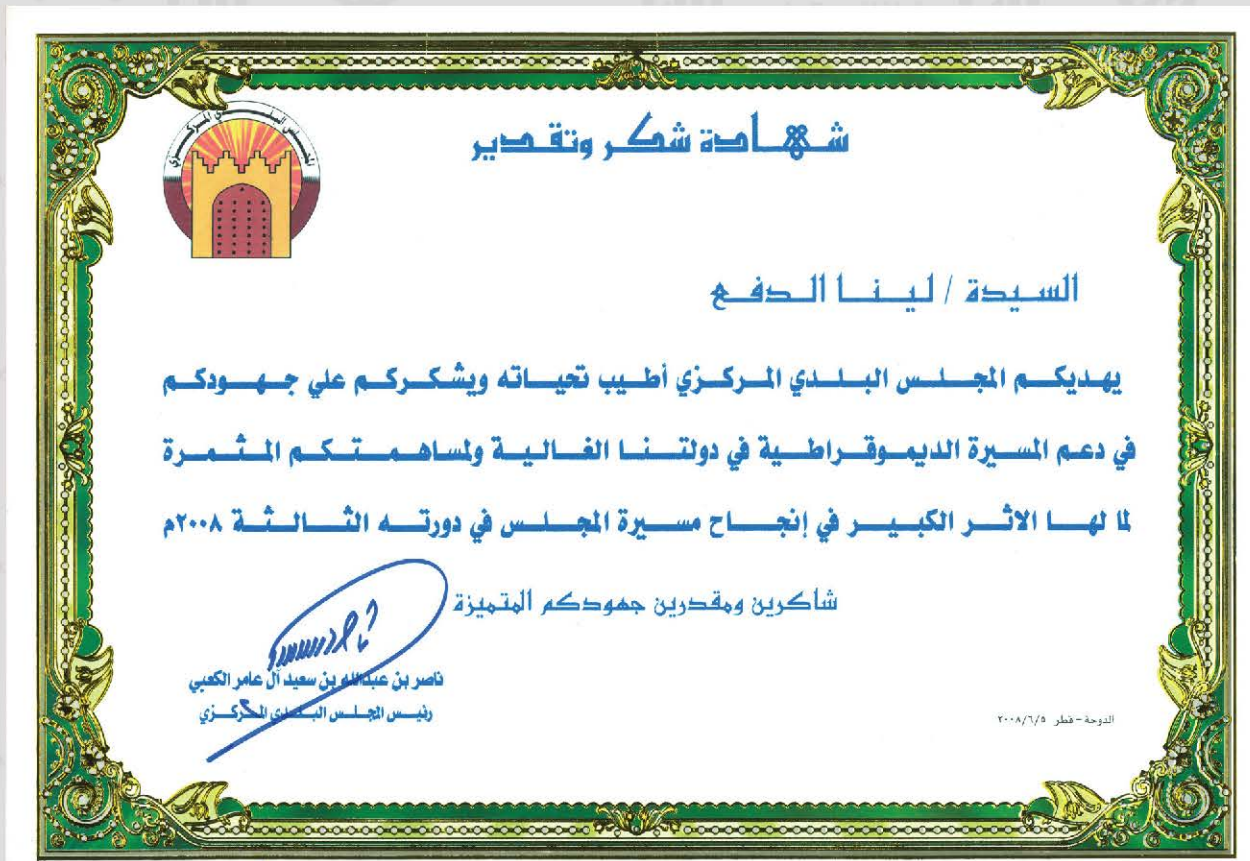 المجلس البلدي المركزي
شهادة شكر وتقدير
السيدة / لينا الدفع
يهديكم المجلس البلدي المركزي أطيب تحياته ويشكركم علي جهودكم
في دعم المسيرة الديموقراطية في دولتنا الغالية ولمساهمتكم المثمرة
لما لها الاثر الكبير في إنجاح مسيرة المجلس في دورته الثالثة ٢٠٠٨م
شاكرين ومقدرين جهودكم المتميزة
ناصر بن عبدالله بن سعيد آل عامر الكعبي
رئيس المجلس البلدي المركزي
الدوحة - قطر ٢٠٠٨/٦/٥